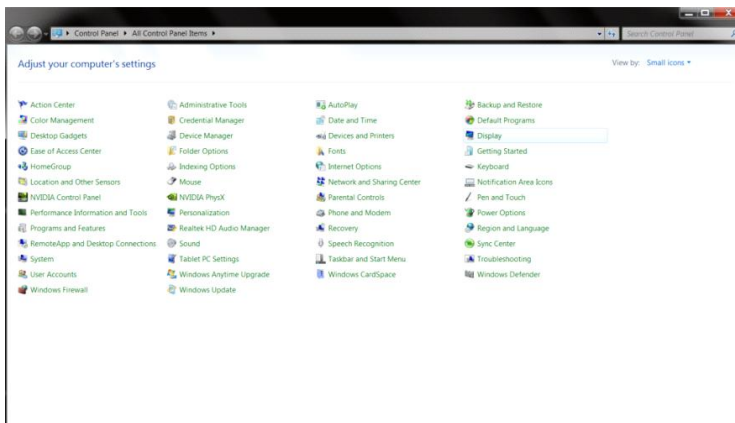 Control Panel ▸ All Control Panel Items ▸ Search Control Panel
Adjust your computer's settings View by: Small icons
Action Center Administrative Tools AutoPlay Backup and Restore
Color Management Credential Manager Date and Time Default Programs
Desktop Gadgets Device Manager Devices and Printers Display
Ease of Access Center Folder Options Fonts Getting Started
HomeGroup Indexing Options Internet Options Keyboard
Location and Other Sensors Mouse Network and Sharing Center Notification Area Icons
NVIDIA Control Panel NVIDIA PhysX Parental Controls Pen and Touch
Performance Information and Tools Personalization Phone and Modem Power Options
Programs and Features Realtek HD Audio Manager Recovery Region and Language
RemoteApp and Desktop Connections Sound Speech Recognition Sync Center
System Tablet PC Settings Taskbar and Start Menu Troubleshooting
User Accounts Windows Anytime Upgrade Windows CardSpace Windows Defender
Windows Firewall Windows Update